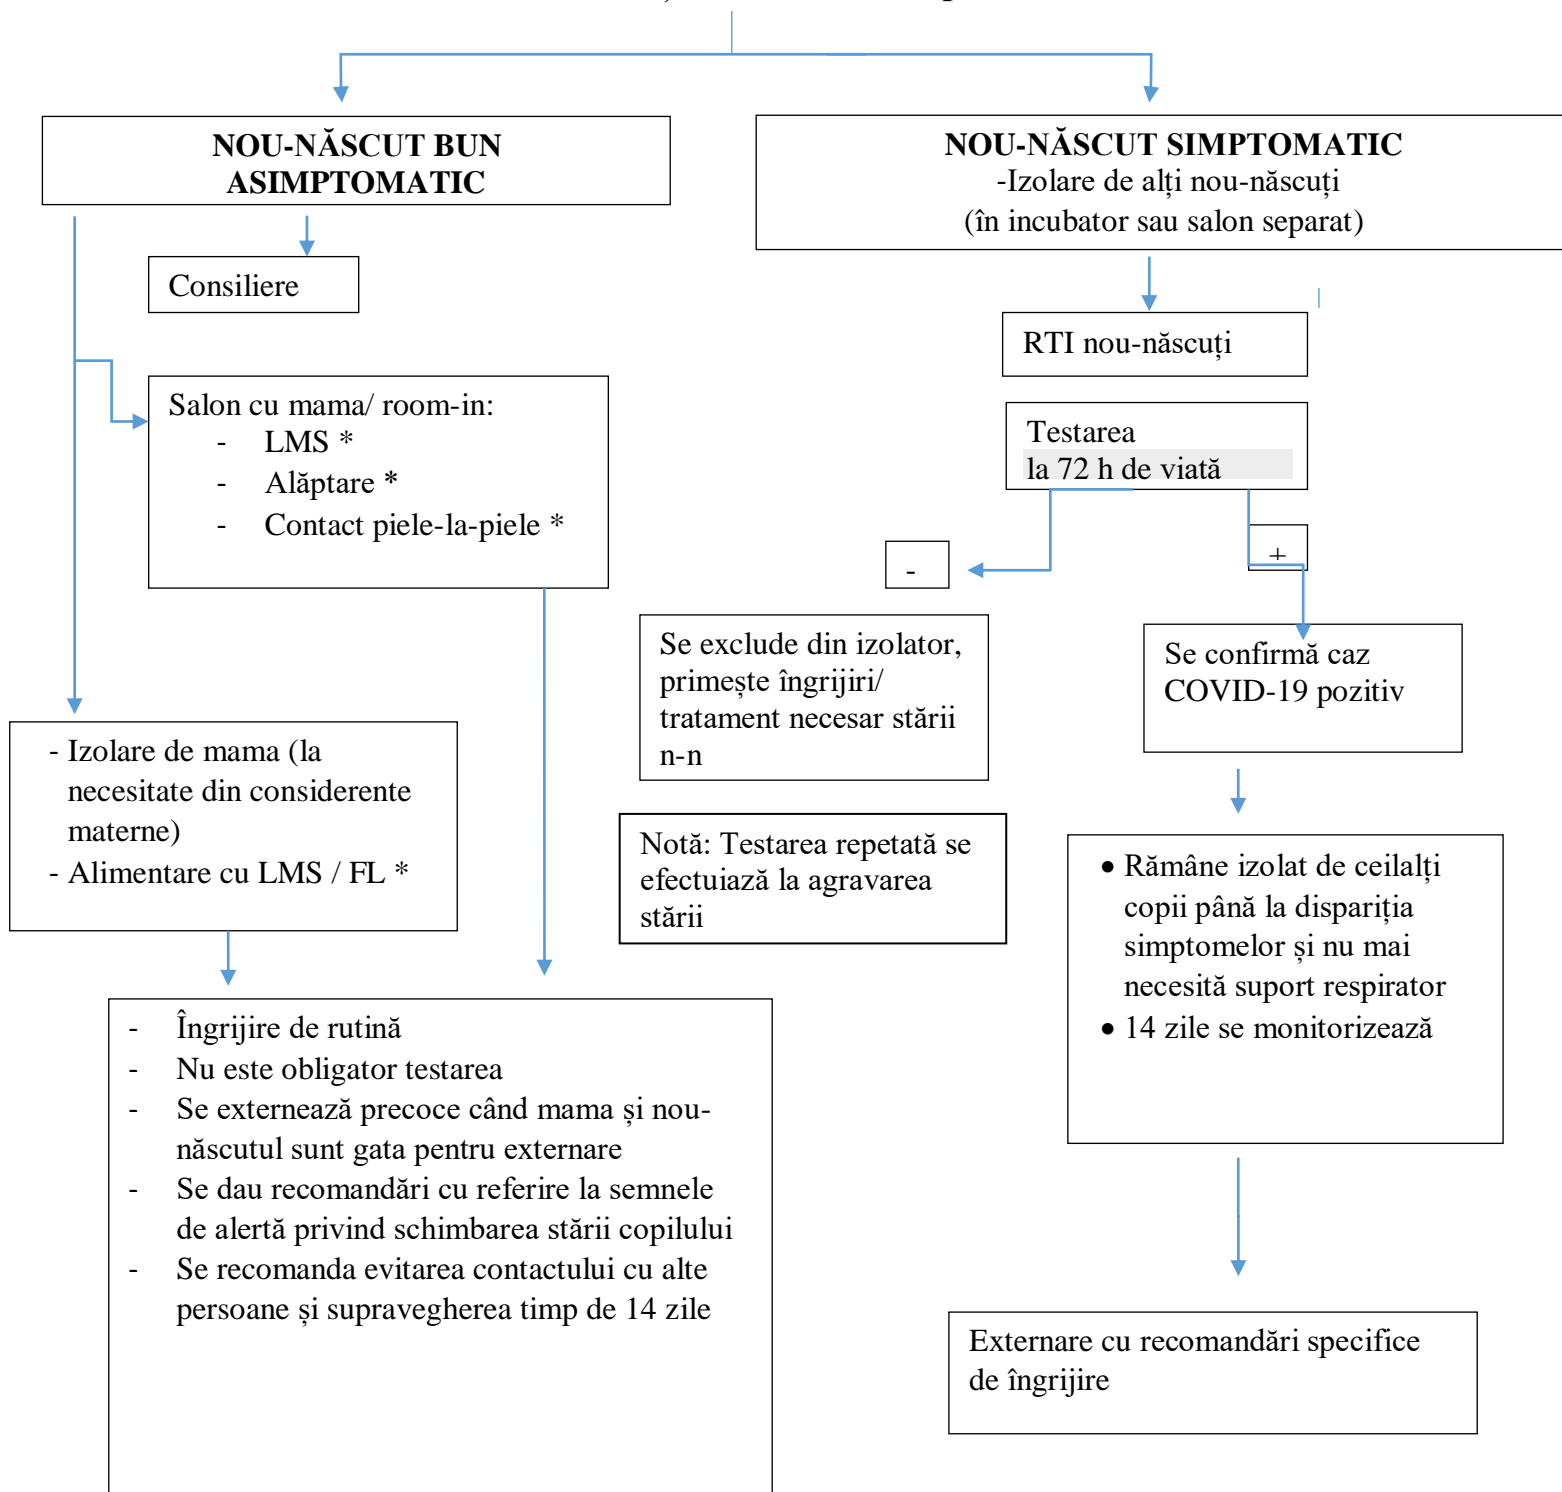 NOU-NĂSCUT BUN
ASIMPTOMATIC
NOU-NĂSCUT SIMPTOMATIC
-Izolare de alți nou-născuți
(în incubator sau salon separat)
Consiliere
RTI nou-născuți
Salon cu mama/ room-in:
- LMS *
- Alăptare *
- Contact piele-la-piele *
Testarea
la 72 h de viată
-
+
Se exclude din izolator,
primește îngrijiri/
tratament necesar stării
n-n
Se confirmă caz
COVID-19 pozitiv
- Izolare de mama (la
necesitate din considerente
materne)
- Alimentare cu LMS / FL *
Notă: Testarea repetată se
efectuiază la agravarea
stării
• Rămâne izolat de ceilalți
copii până la dispariția
simptomelor și nu mai
necesită suport respirator
• 14 zile se monitorizează
- Îngrijire de rutină
- Nu este obligator testarea
- Se externează precoce când mama și nou-
născutul sunt gata pentru externare
- Se dau recomandări cu referire la semnele
de alertă privind schimbarea stării copilului
- Se recomanda evitarea contactului cu alte
persoane și supravegherea timp de 14 zile
Externare cu recomandări specifice
de îngrijire